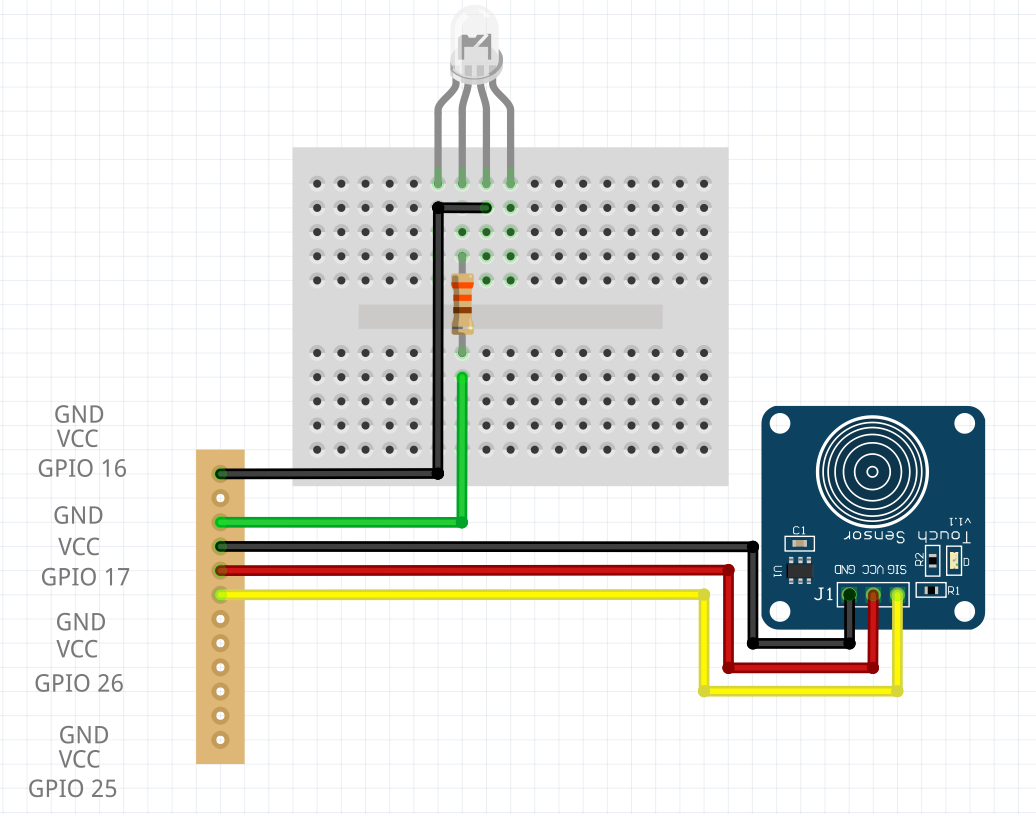 GND
VCC
GPIO 16
GND
VCC
GPIO 17
GND
VCC
GPIO 26
GND
VCC
GPIO 25
v1.1
Touch
Sensor
C1
U1
R2
D
GND VCC SIG
J1
R1